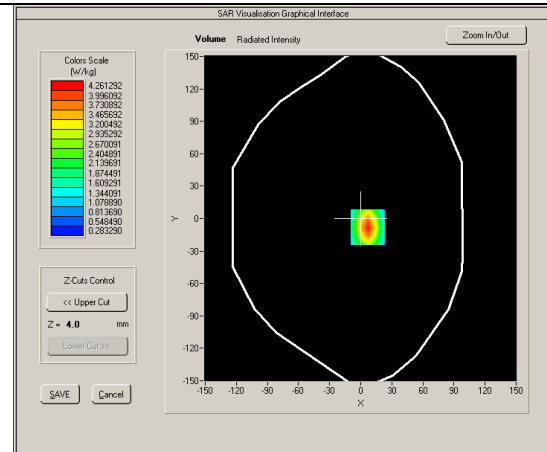 SAR Visualisation Graphical Interface
Volume Radiated Intensity
Zoom In/Out
Colors Scale
(W/kg)
4.261292
3.996092
3.730892
3.465692
3.200492
2.935292
2.670091
2.404891
2.139691
1.874491
1.609291
1.344091
1.078890
0.813690
0.548490
0.283290
Z-Cuts Control
<< Upper Cut
Z = 4.0 mm
Lower Cut >>
SAVE Cancel
150
120
90
60
30
0
-30
-60
-90
-120
-150
Y
-150 -120 -90 -60 -30 0 30 60 90 120 150
X